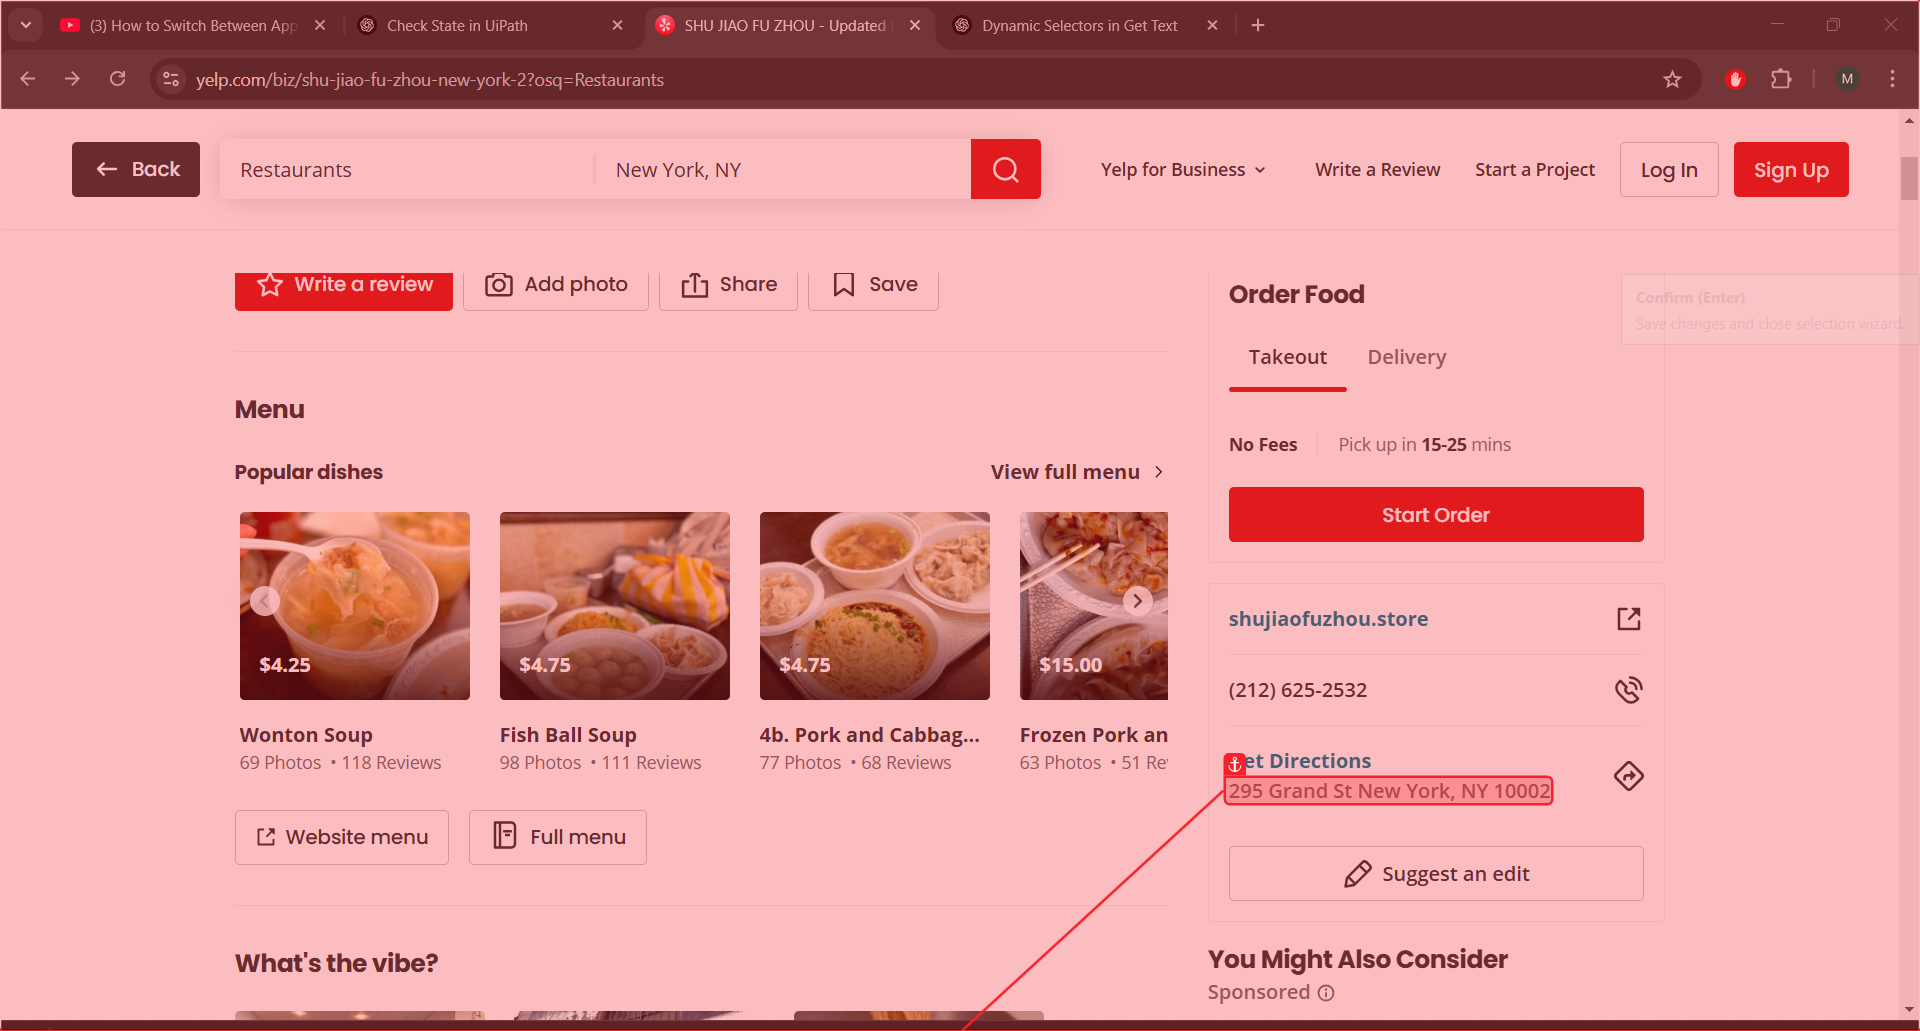 (3) How to Switch Between App
Check State in UiPath
SHU JIAO FU ZHOU - Updated
Dynamic Selectors in Get Text
yelp.com/biz/shu-jiao-fu-zhou-new-york-2?osq=Restaurants
M
Back
Restaurants
New York, NY
Yelp for Business
Write a Review
Start a Project
Log In
Sign Up
Write a review
Add photo
Share
Save
Menu
Popular dishes
View full menu
$4.25
$4.75
$4.75
$15.00
Wonton Soup
69 Photos • 118 Reviews
Fish Ball Soup
98 Photos • 111 Reviews
4b. Pork and Cabbag...
77 Photos • 68 Reviews
Frozen Pork an
63 Photos • 51 Re
Website menu
Full menu
What's the vibe?
Order Food
Takeout
Delivery
No Fees
Pick up in 15-25 mins
Start Order
Confirm (Enter)
Save changes and close selection wizard.
shujiaofuzhou.store
(212) 625-2532
et Directions
295 Grand St New York, NY 10002
Suggest an edit
You Might Also Consider
Sponsored